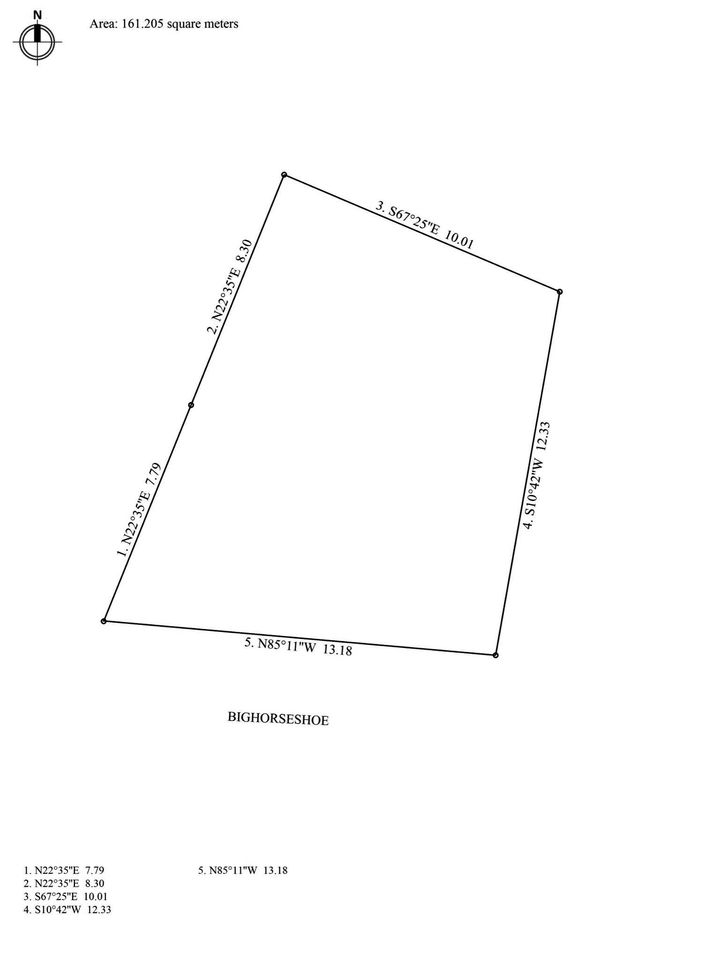 N
Area: 161.205 square meters
3. S67°25"E 10.01
2. N22°35"E 8.30
4. S10°42"W 12.33
1. N22°35"E 7.79
5. N85°11"W 13.18
BIGHORSESHOE
1. N22°35"E 7.79
2. N22°35"E 8.30
3. S67°25"E 10.01
4. S10°42"W 12.33
5. N85°11"W 13.18